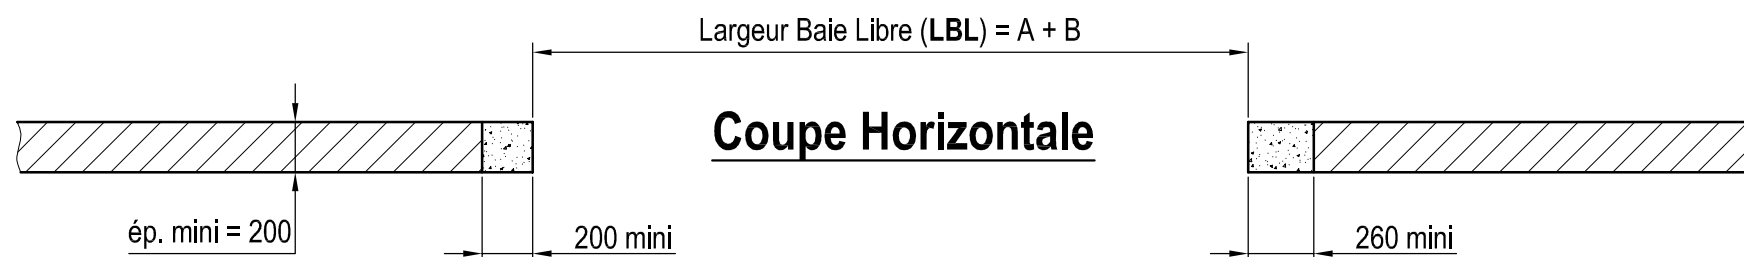 Largeur Baie Libre (LBL) = A + B
Coupe Horizontale
ép. mini = 200
200 mini
260 mini